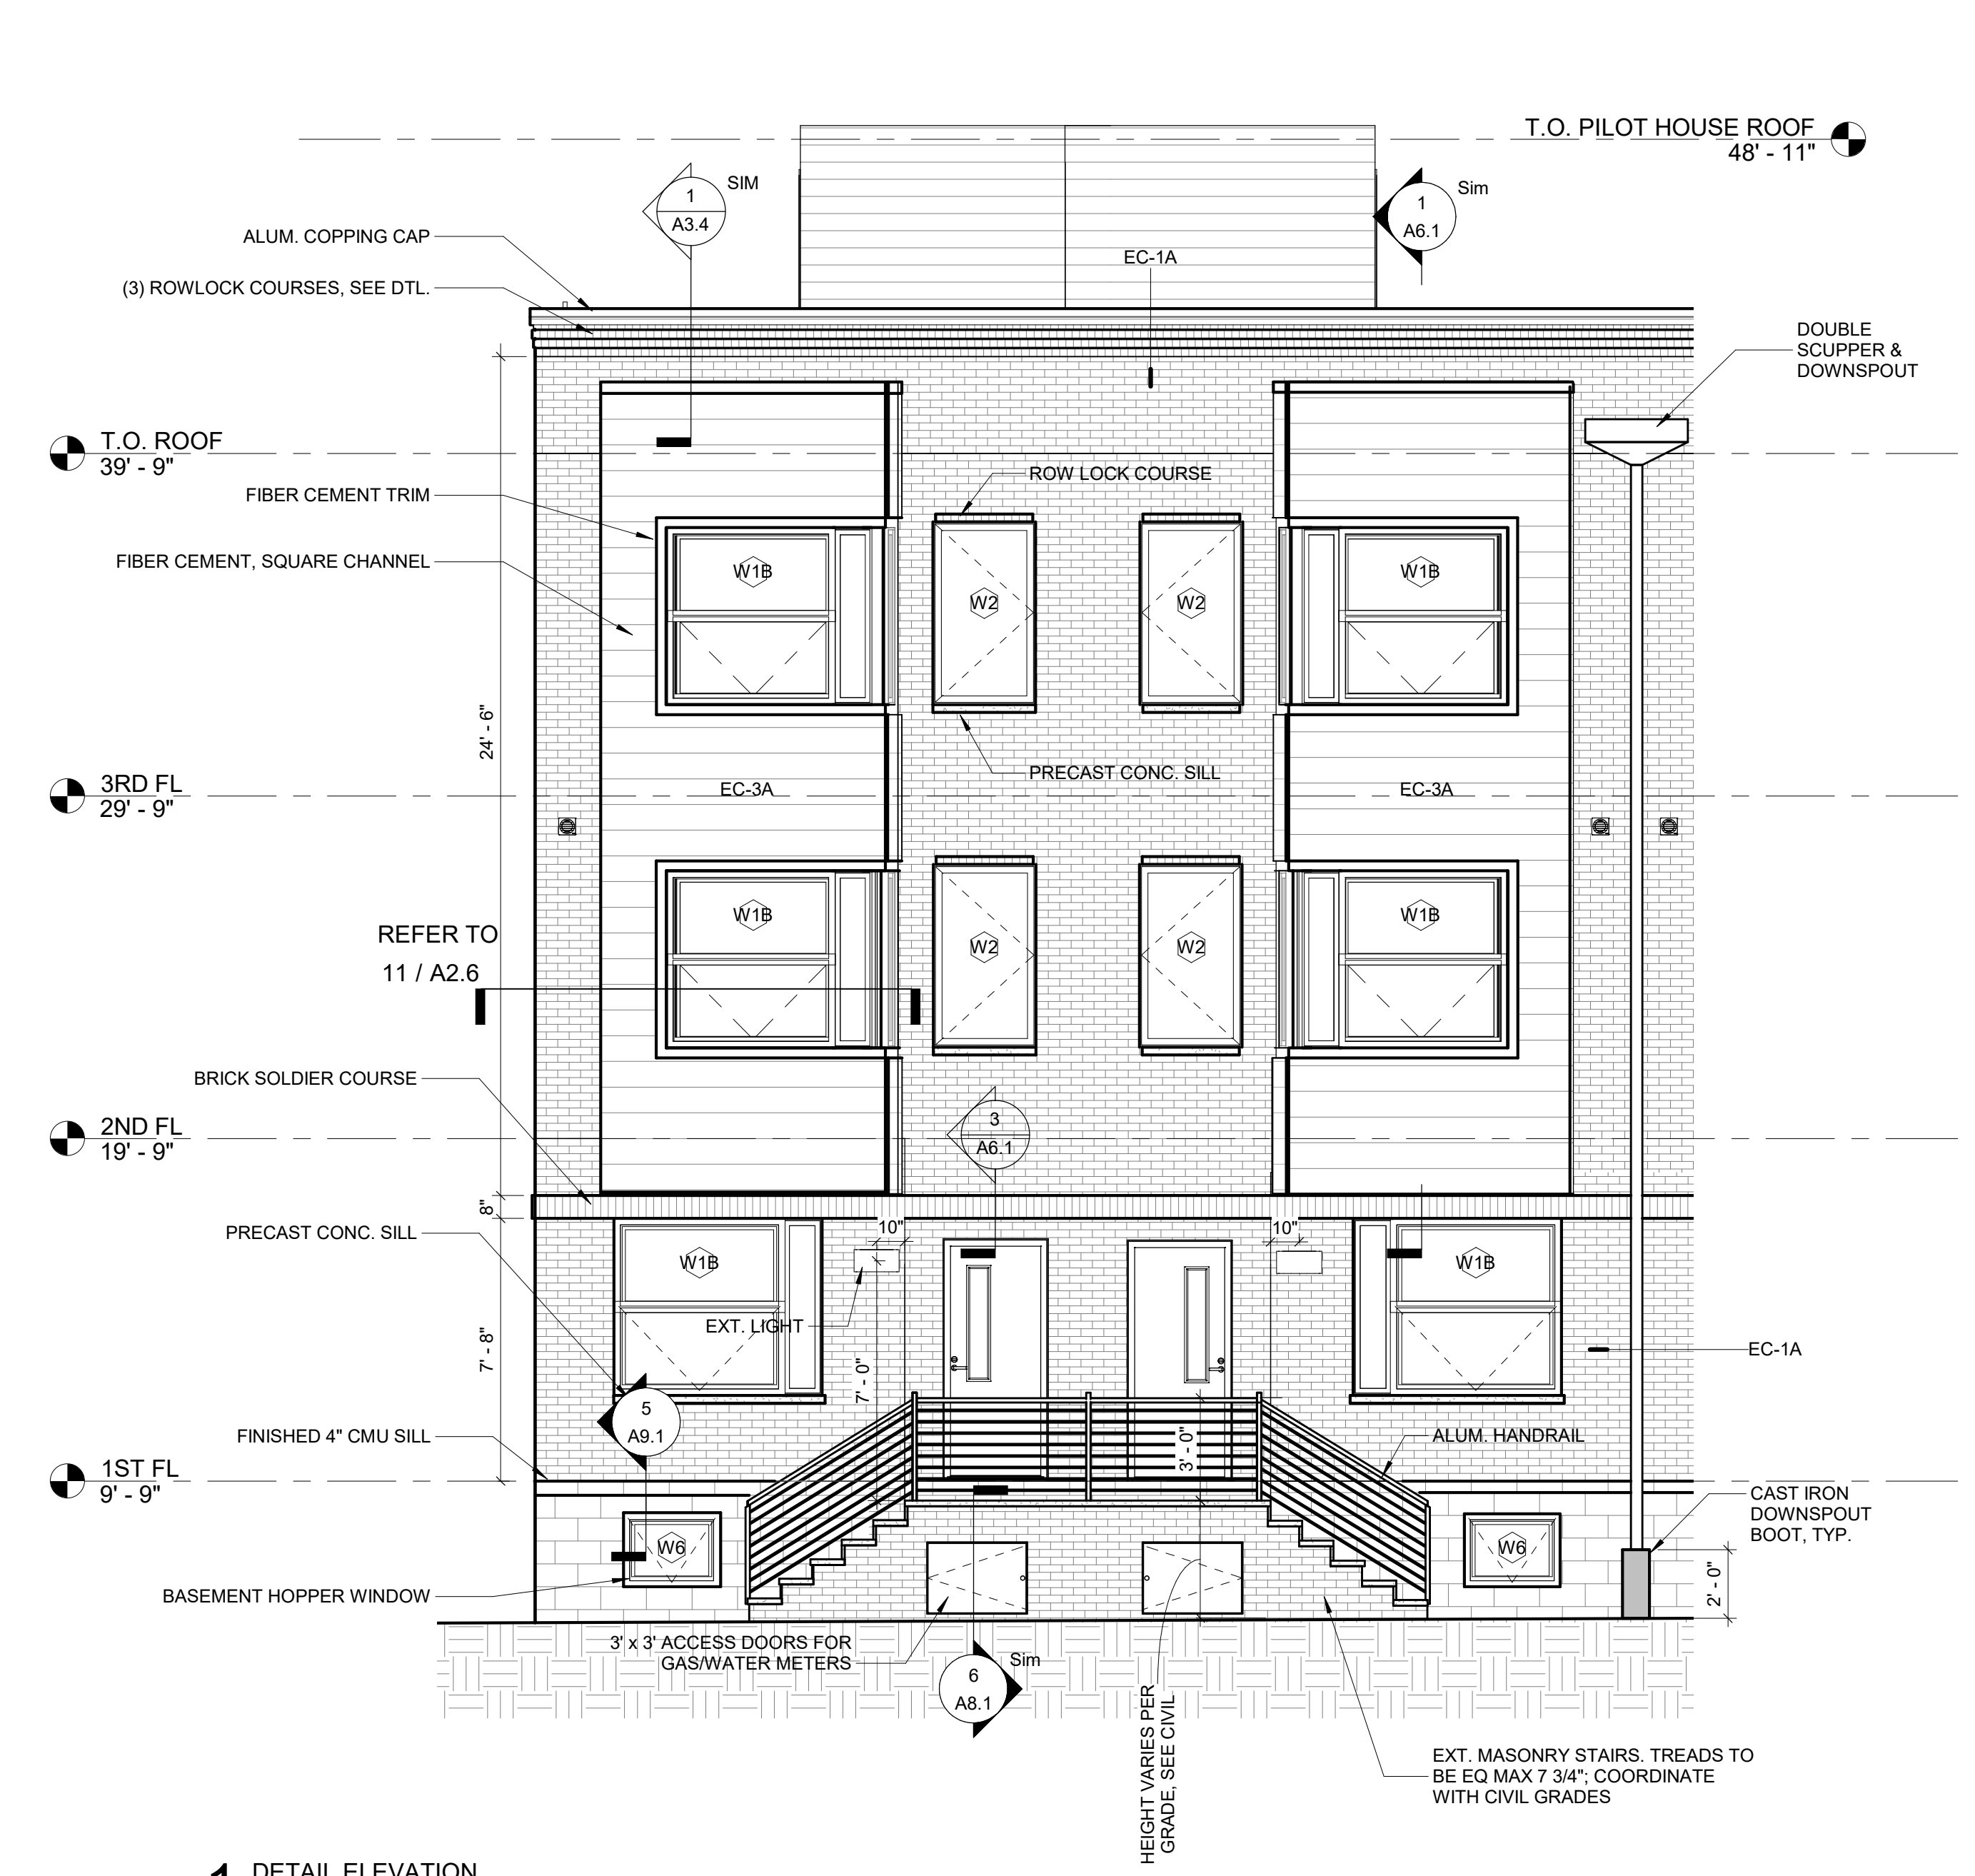 T.O. PILOT HOUSE ROOF
48' - 11"
1
A3.4
SIM
1
A6.1
Sim
ALUM. COPPING CAP
EC-1A
(3) ROWLOCK COURSES, SEE DTL.
DOUBLE
SCUPPER &
DOWNSPOUT
T.O. ROOF
39' - 9"
ROW LOCK COURSE
FIBER CEMENT TRIM
FIBER CEMENT, SQUARE CHANNEL
W1B
W2
W2
W1B
24' - 6"
PRECAST CONC. SILL
3RD FL
29' - 9"
EC-3A
EC-3A
W1B
W2
W2
W1B
REFER TO
11 / A2.6
BRICK SOLDIER COURSE
3
A6.1
2ND FL
19' - 9"
8"
PRECAST CONC. SILL
10"
10"
W1B
W1B
EXT. LIGHT
7' - 8"
7' - 0"
EC-1A
5
A9.1
FINISHED 4" CMU SILL
3' - 0"
ALUM. HANDRAIL
1ST FL
9' - 9"
CAST IRON
DOWNSPOUT
BOOT, TYP.
W6
W6
BASEMENT HOPPER WINDOW
2' - 0"
3' x 3' ACCESS DOORS FOR
GAS/WATER METERS
6
A8.1
Sim
HEIGHT VARIES PER
GRADE, SEE CIVIL
EXT. MASONRY STAIRS. TREADS TO
BE EQ MAX 7 3/4"; COORDINATE
WITH CIVIL GRADES
1 DETAIL ELEVATION